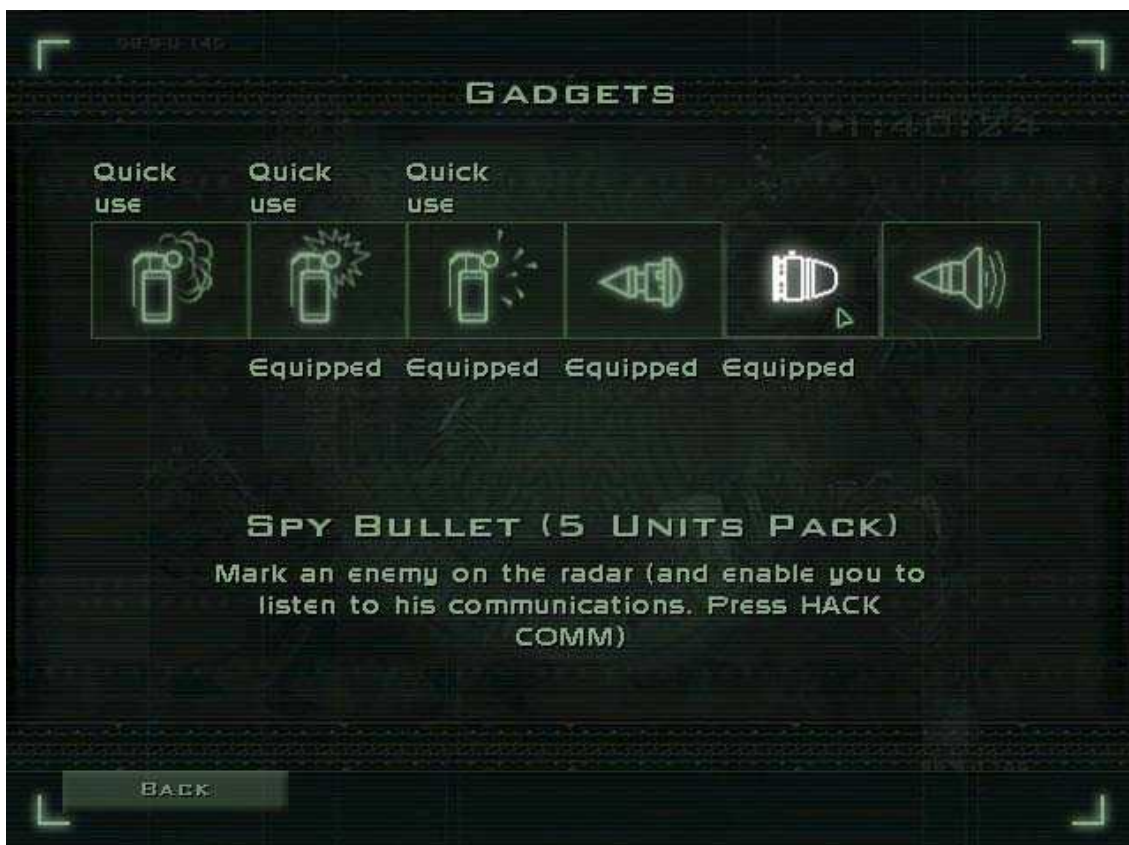 GADGETS
Quick use
Quick use
Quick use
Equipped
Equipped
Equipped
Equipped
SPY BULLET (5 UNITS PACK)
Mark an enemy on the radar (and enable you to
listen to his communications. Press HACK
COMM)
BACK